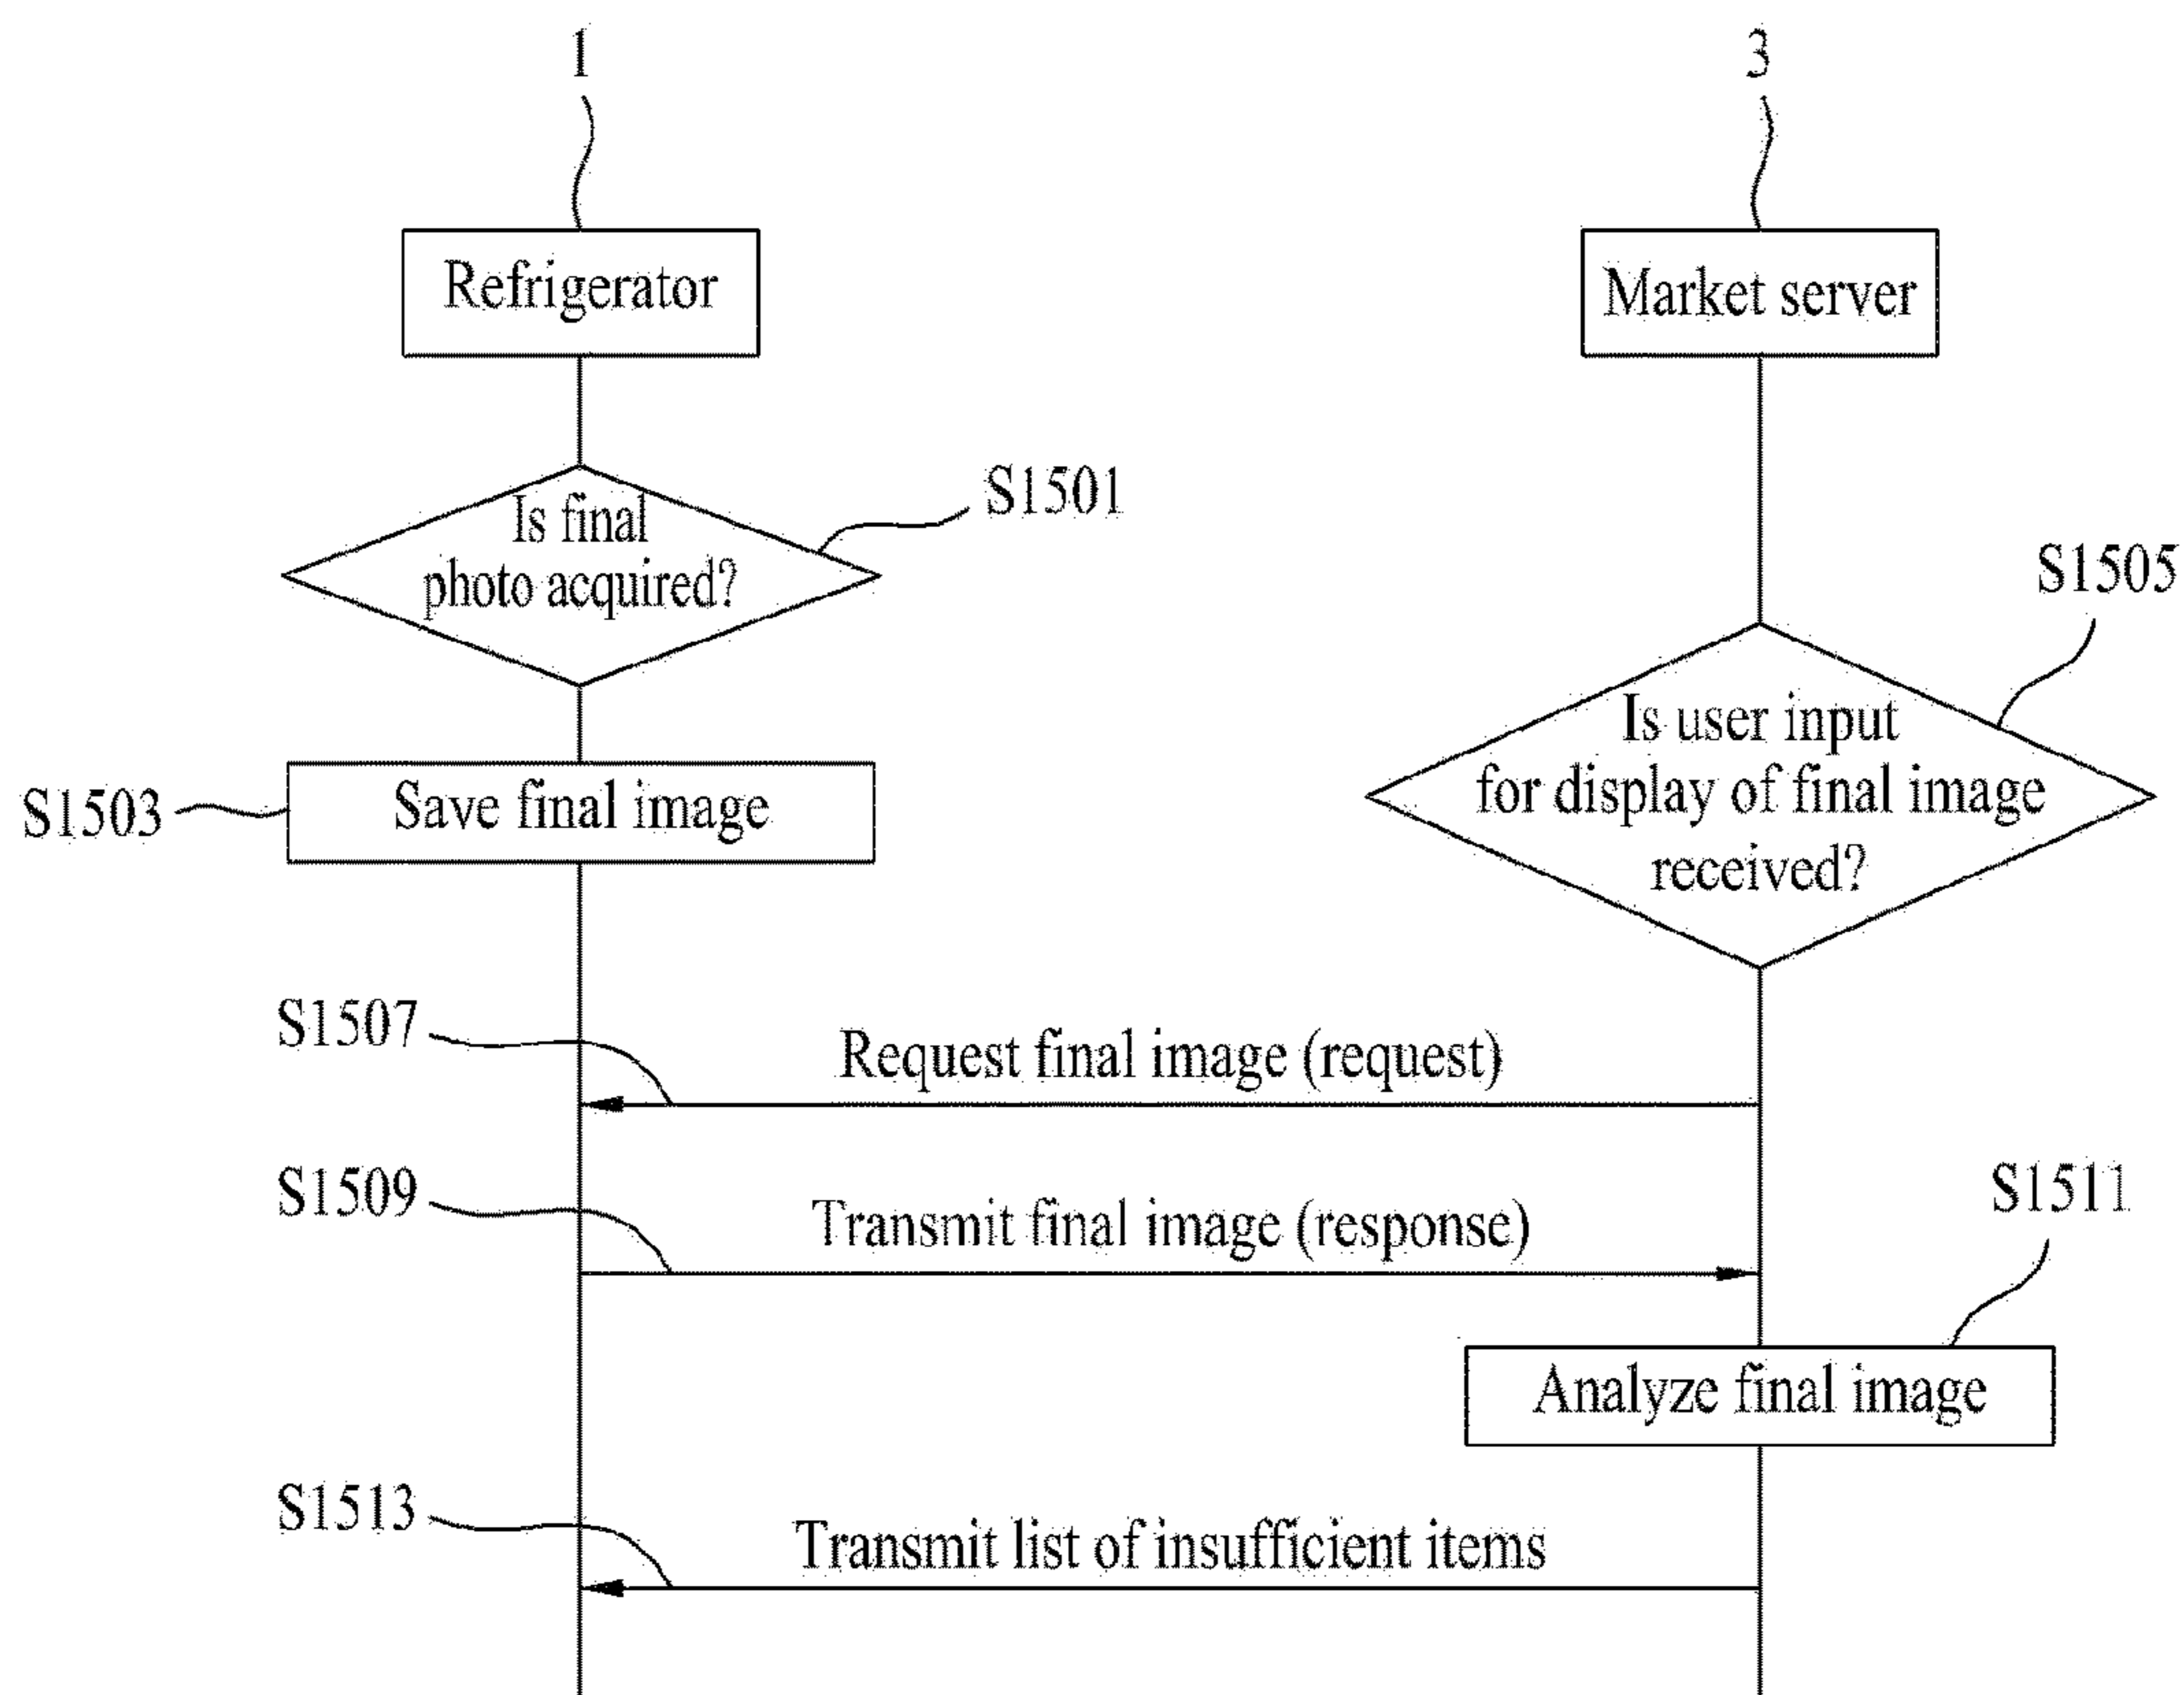 1
3
Refrigerator
Market server
Is final
photo acquired?
S1501
S1505
Is user input
for display of final image
received?
S1503
Save final image
S1507
Request final image (request)
S1509
Transmit final image (response)
S1511
Analyze final image
S1513
Transmit list of insufficient items